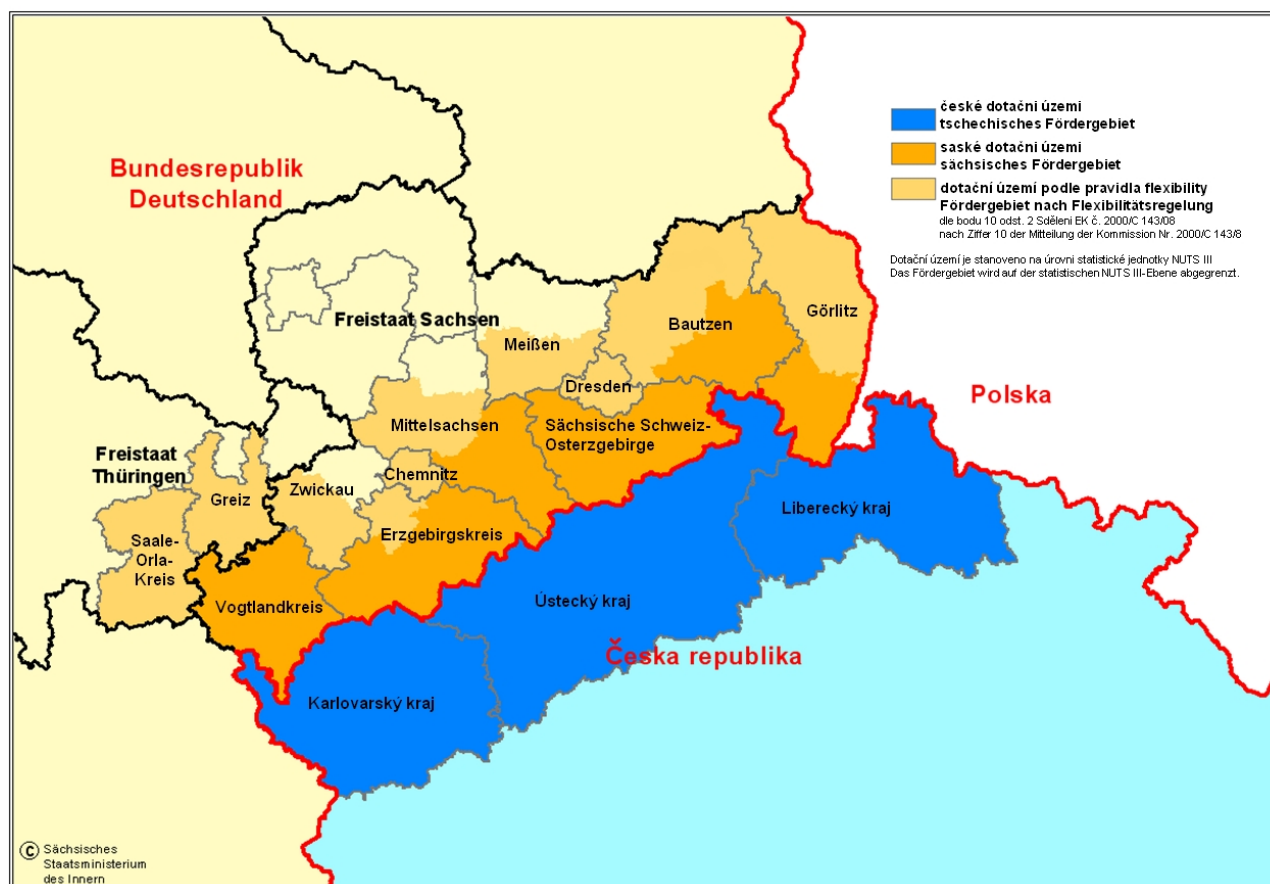 české dotační území
tschechisches Fördergebiet
saské dotační území
sächsisches Fördergebiet
dotační území podle pravidla flexibility
Fördergebiet nach Flexibilitätsregelung
dle bodu 10 odst. 2 Sdělení EK č. 2000/C 143/08
nach Ziffer 10 der Mitteilung der Kommission Nr. 2000/C 143/8
Dotační území je stanoveno na úrovni statistické jednotky NUTS III
Das Fördergebiet wird auf der statistischen NUTS III-Ebene abgegrenzt.
Bundesrepublik
Deutschland
Freistaat Sachsen
Görlitz
Bautzen
Meißen
Dresden
Polska
Mittelsachsen
Sächsische Schweiz-
Osterzgebirge
Freistaat
Thüringen
Chemnitz
Zwickau
Greiz
Liberecký kraj
Erzgebirgskreis
Saale-
Orla-
Kreis
Vogtlandkreis
Ústecký kraj
Česka republika
Karlovarský kraj
© Sächsisches
Staatsministerium
des Innern